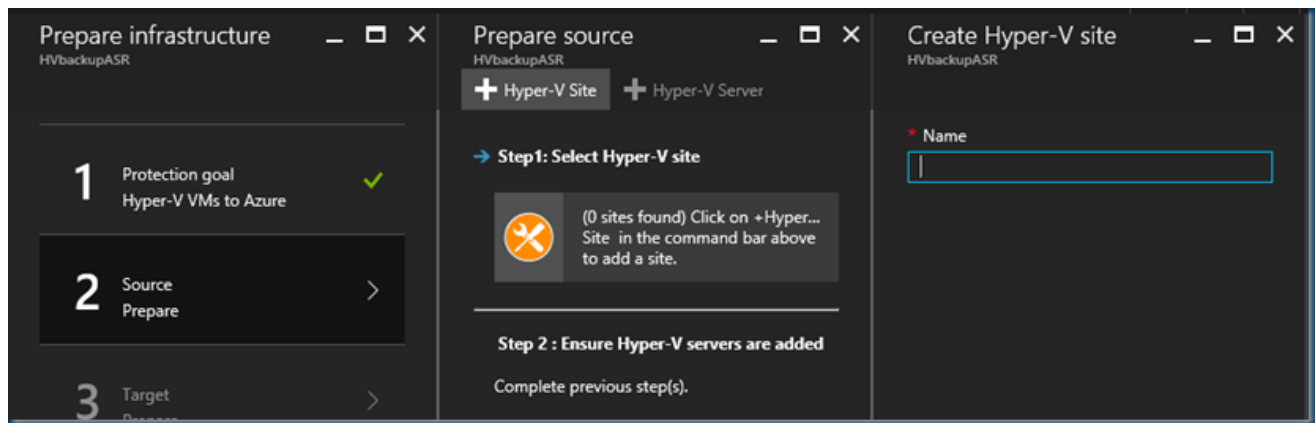 Prepare infrastructure
HVbackupASR
1
Protection goal
Hyper-V VMs to Azure
2
Source
Prepare
3
Target
Prepare source
HVbackupASR
Hyper-V Site
Hyper-V Server
Step1: Select Hyper-V site
(0 sites found) Click on +Hyper...
Site in the command bar above
to add a site.
Step 2 : Ensure Hyper-V servers are added
Complete previous step(s).
Create Hyper-V site
HVbackupASR
* Name